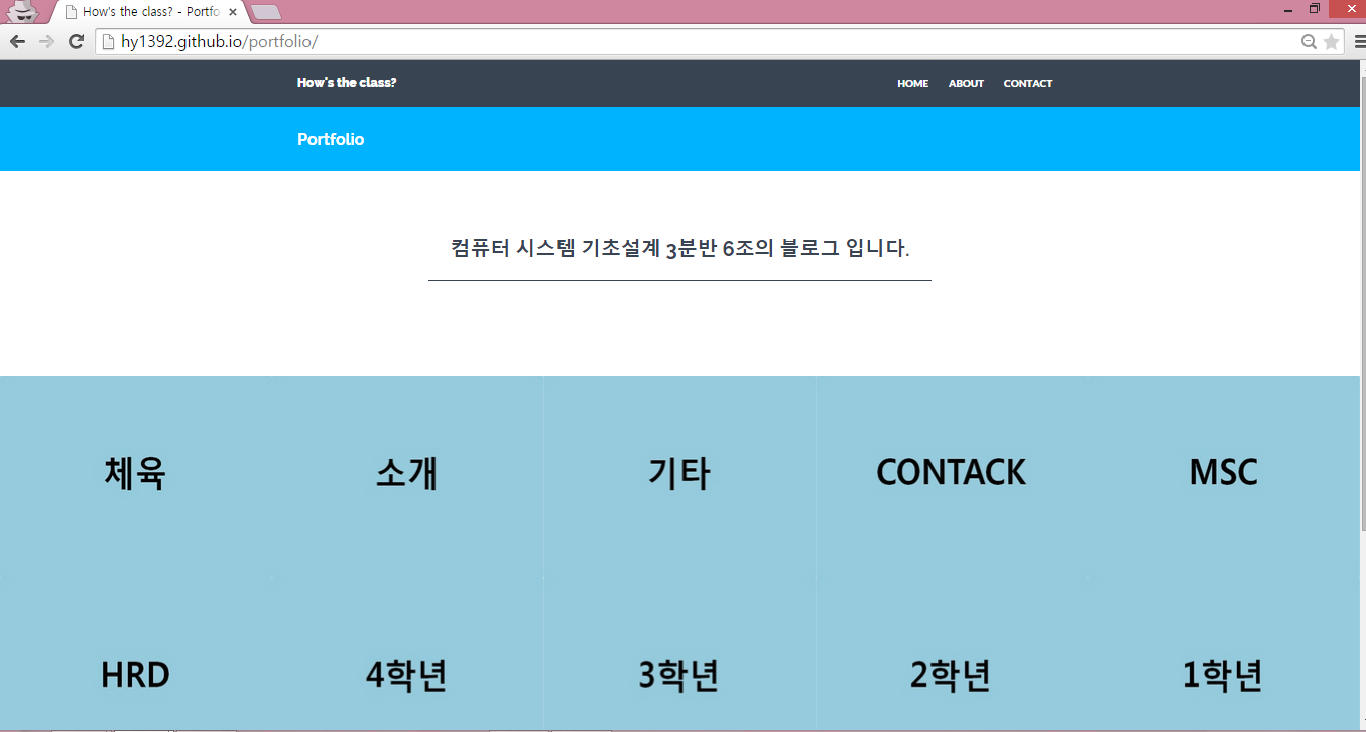 How's the class? - Portfo
hy1392.github.io/portfolio/
How's the class?
HOME ABOUT CONTACT
Portfolio
컴퓨터 시스템 기초설계 3분반 6조의 블로그 입니다.
체육 소개 기타 CONTACK MSC
HRD 4학년 3학년 2학년 1학년